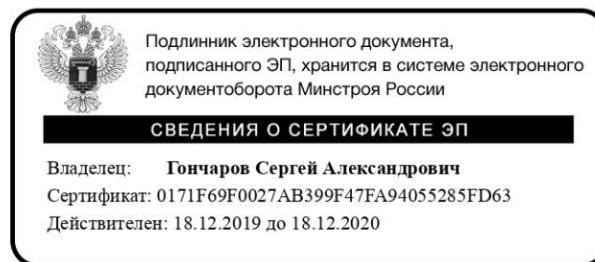 Подлинник электронного документа,
подписанного ЭП, хранится в системе электронного
документоборота Минстроя России
СВЕДЕНИЯ О СЕРТИФИКАТЕ ЭП
Владелец: Гончаров Сергей Александрович
Сертификат: 0171F69F0027AB399F47FA94055285FD63
Действителен: 18.12.2019 до 18.12.2020